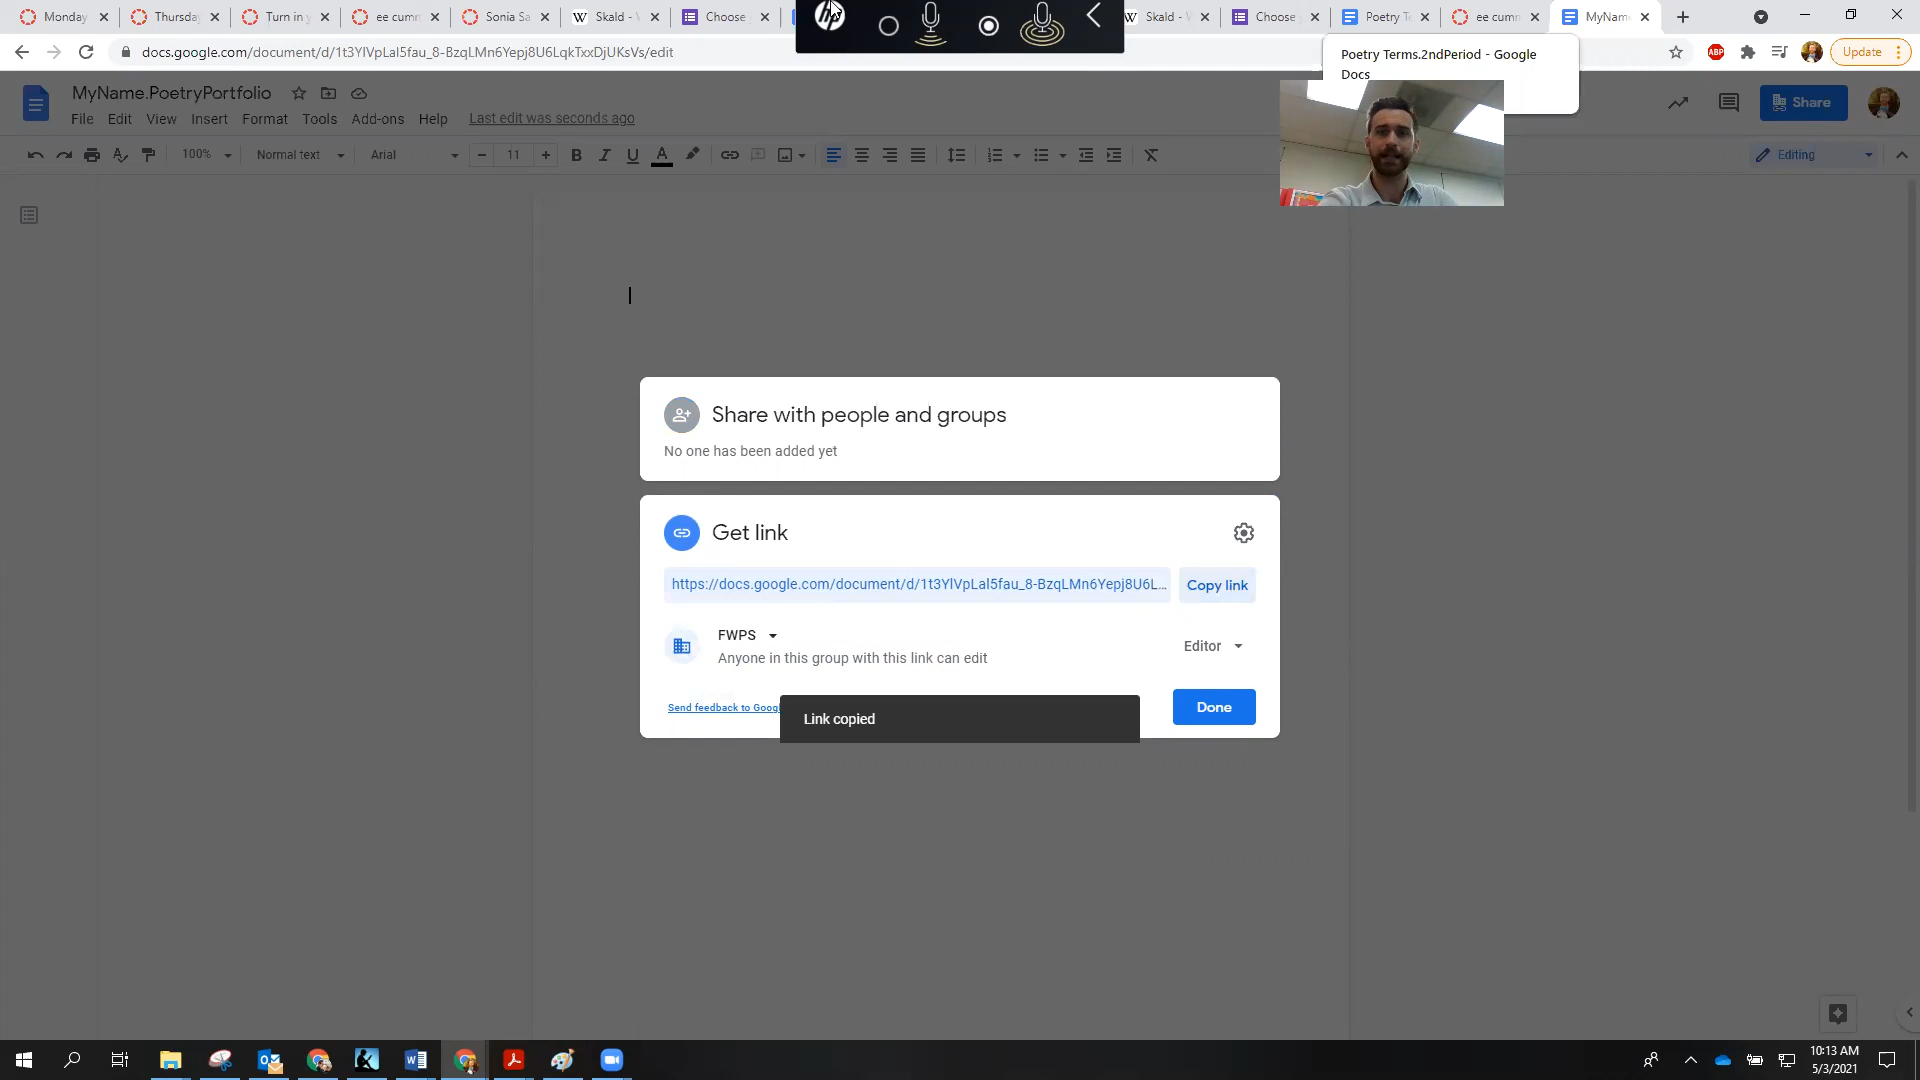 Monday
Thursday
Turn in y
ee cumm
Sonia Sa
Skald - W
Choose
Skald - W
Choose
Poetry Te
ee cumm
MyName
docs.google.com/document/d/1t3YlVpLal5fau_8-BzqLMn6Yepj8U6LqkTxxDjUKsVs/edit
ABP
Update
Poetry Terms.2ndPeriod - Google
Docs
MyName.PoetryPortfolio
File Edit View Insert Format Tools Add-ons Help Last edit was seconds ago
Share
100% Normal text Arial 11 B I U A
Editing
Share with people and groups
No one has been added yet
Get link
https://docs.google.com/document/d/1t3YlVpLal5fau_8-BzqLMn6Yepj8U6L...
Copy link
FWPS
Anyone in this group with this link can edit
Editor
Send feedback to Googl
Link copied
Done
10:13 AM
5/3/2021